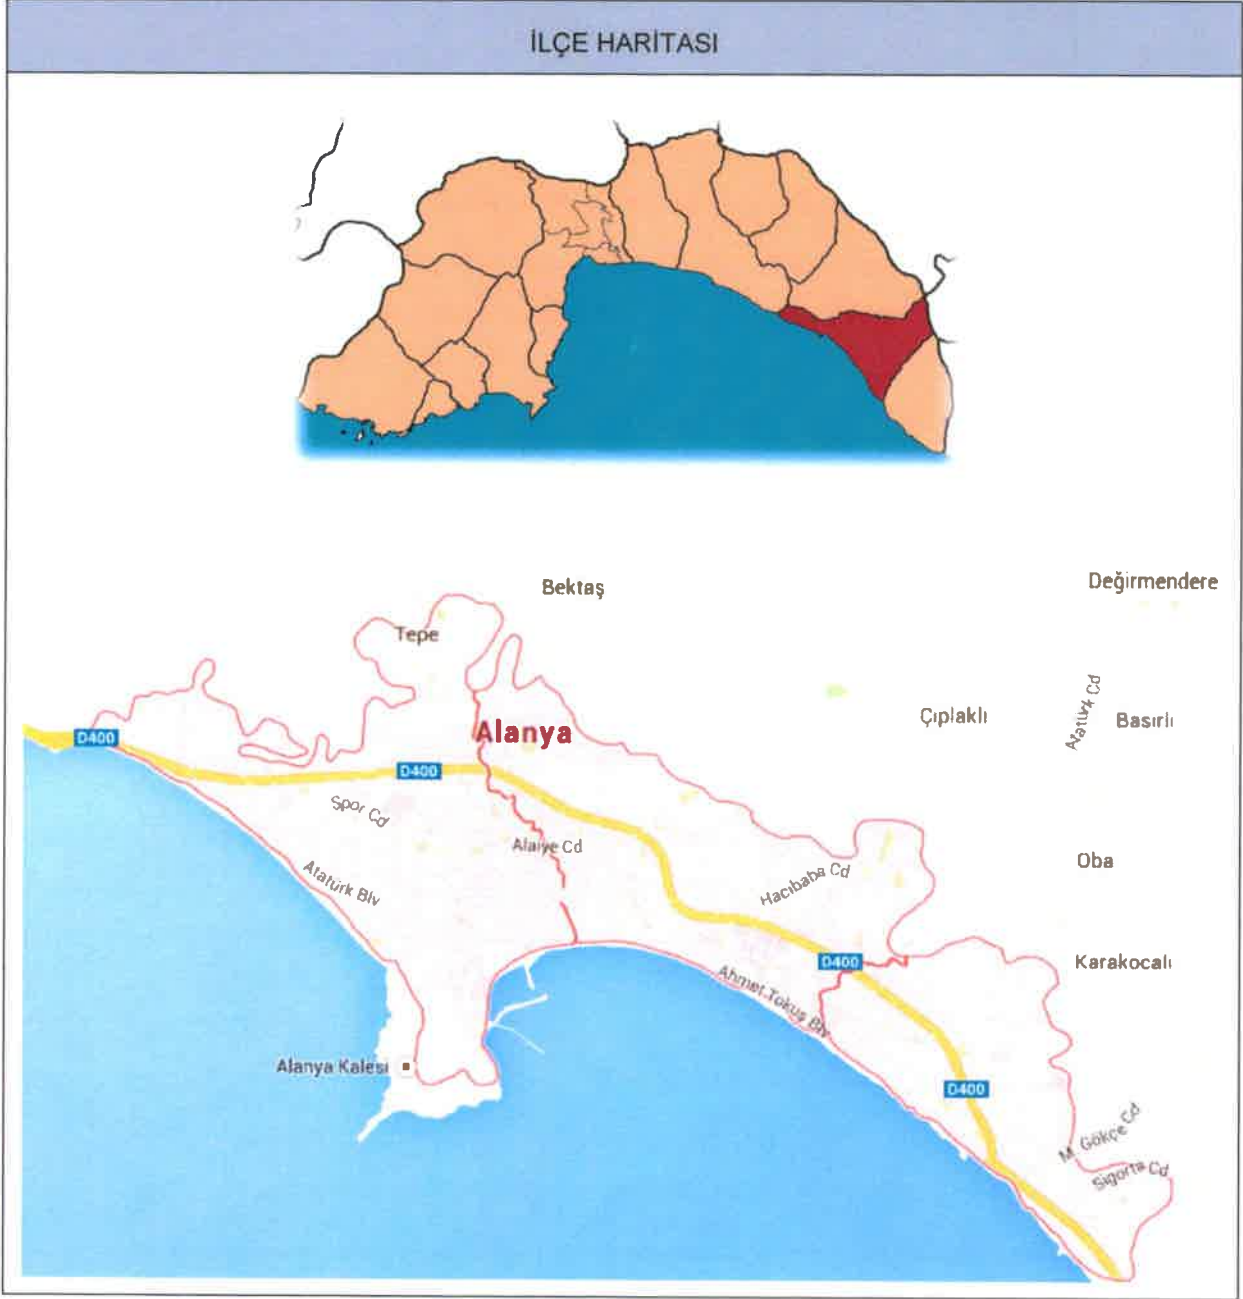 İLÇE HARİTASI
Bektaş
Değirmendere
Tepe
Atatürk Cd
Çıplaklı
Basırlı
Alanya
D400
D400
Spor Cd
Alaiye Cd
Oba
Atatürk Blv
Hacıbaba Cd
D400
Karakocalı
Ahmet Tokuş Blv
Alanya Kalesi
D400
M. Gökçe Cd
Sigorta Cd